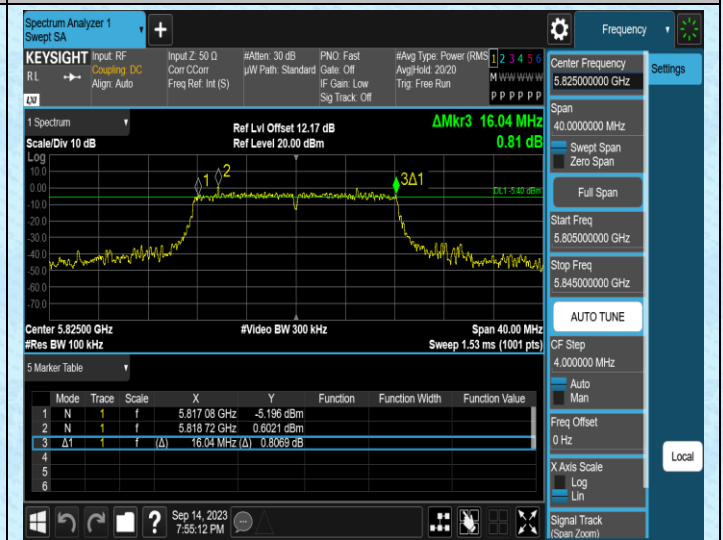 Spectrum Analyzer 1
Swept SA
+
Frequency
KEYSIGHT
RL
LXI
Input: RF
Coupling: DC
Align: Auto
Input Z: 50 Ω
Corr CCorr
Freq Ref: Int (S)
#Atten: 30 dB
µW Path: Standard
PNO: Fast
Gate: Off
IF Gain: Low
Sig Track: Off
#Avg Type: Power (RMS
Avg|Hold: 20/20
Trig: Free Run
1 2 3 4 5 6
M W W W W W
P P P P P P
1 Spectrum
Scale/Div 10 dB
Ref Lvl Offset 12.17 dB
Ref Level 20.00 dBm
ΔMkr3 16.04 MHz
0.81 dB
Log
10.0
0.00
-10.0
-20.0
-30.0
-40.0
-50.0
-60.0
-70.0
1
2
3Δ1
DL1 -5.40 dBm
Center 5.82500 GHz
#Video BW 300 kHz
Span 40.00 MHz
#Res BW 100 kHz
Sweep 1.53 ms (1001 pts)
5 Marker Table
Mode Trace Scale X Y Function Function Width Function Value
1 N 1 f 5.817 08 GHz -5.196 dBm
2 N 1 f 5.818 72 GHz 0.6021 dBm
3 Δ1 1 f (Δ) 16.04 MHz (Δ) 0.8069 dB
4
5
6
?
Sep 14, 2023
7:55:12 PM
Center Frequency
5.825000000 GHz
Span
40.0000000 MHz
Swept Span
Zero Span
Full Span
Start Freq
5.805000000 GHz
Stop Freq
5.845000000 GHz
AUTO TUNE
CF Step
4.000000 MHz
Auto
Man
Freq Offset
0 Hz
X Axis Scale
Log
Lin
Signal Track
(Span Zoom)
Settings
Local